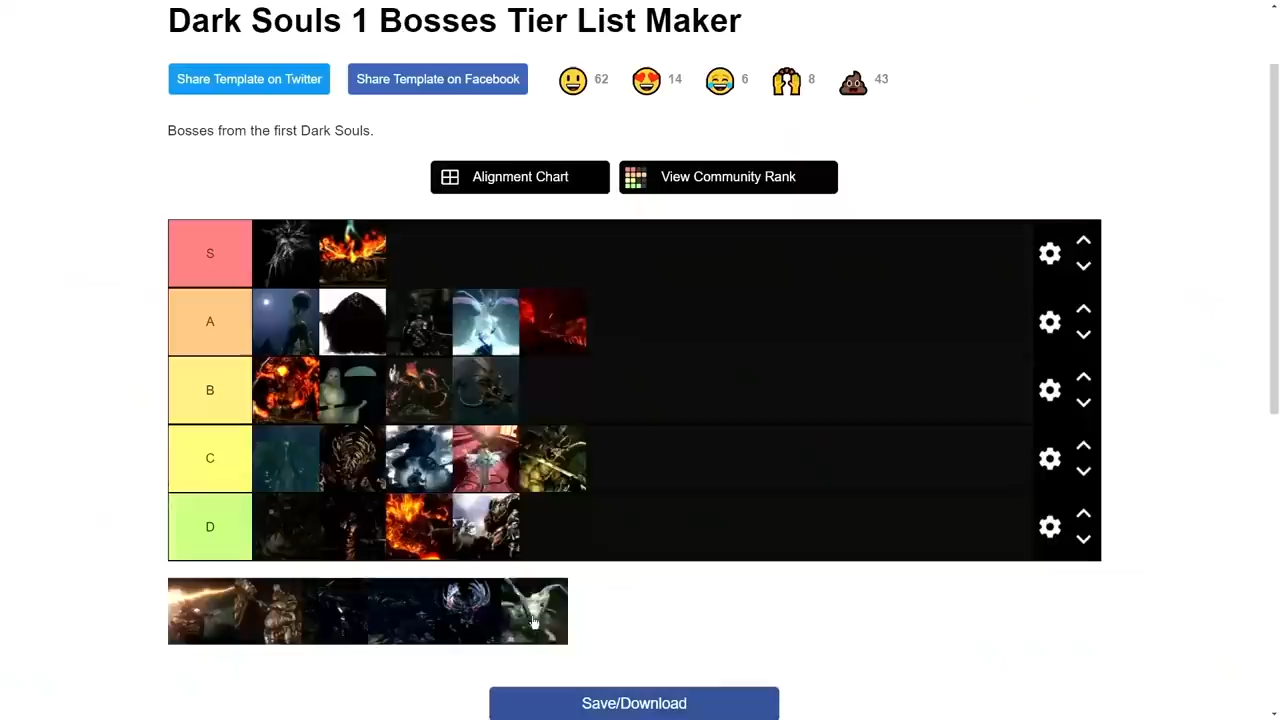 Dark Souls 1 Bosses Tier List Maker
Share Template on Twitter Share Template on Facebook 62 14 6 8 43
Bosses from the first Dark Souls.
Alignment Chart View Community Rank
S
A
B
C
D
Save/Download